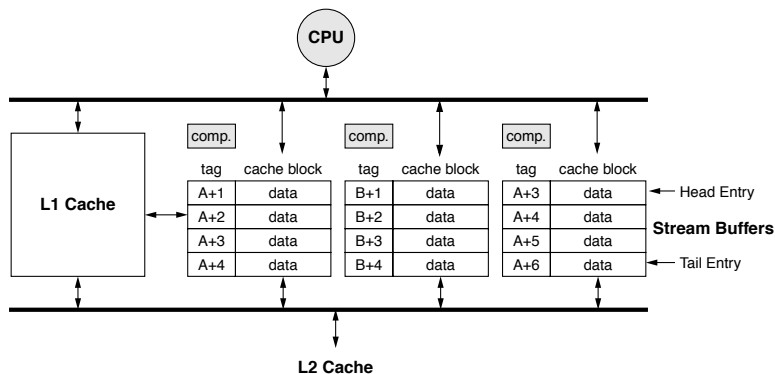 CPU
comp. comp. comp.
tag cache block tag cache block tag cache block
L1 Cache
A+1 data B+1 data A+3 data Head Entry
A+2 data B+2 data A+4 data
Stream Buffers
A+3 data B+3 data A+5 data
A+4 data B+4 data A+6 data Tail Entry
L2 Cache